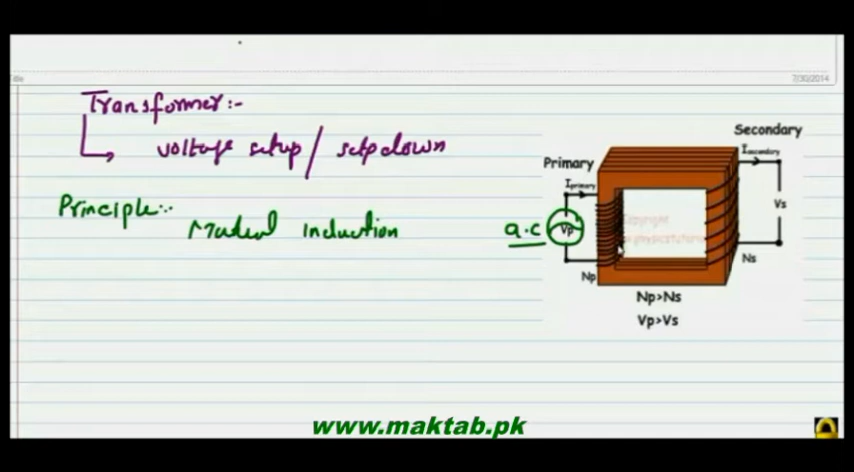 itle
7/30/2014
Transformer:-
voltage setup / setpdown
Principle:-
Mutual induction
Primary
Secondary
Iprimary
Isecondary
a.c
Vp
Vs
Np
Ns
Np>Ns
Vp>Vs
www.maktab.pk